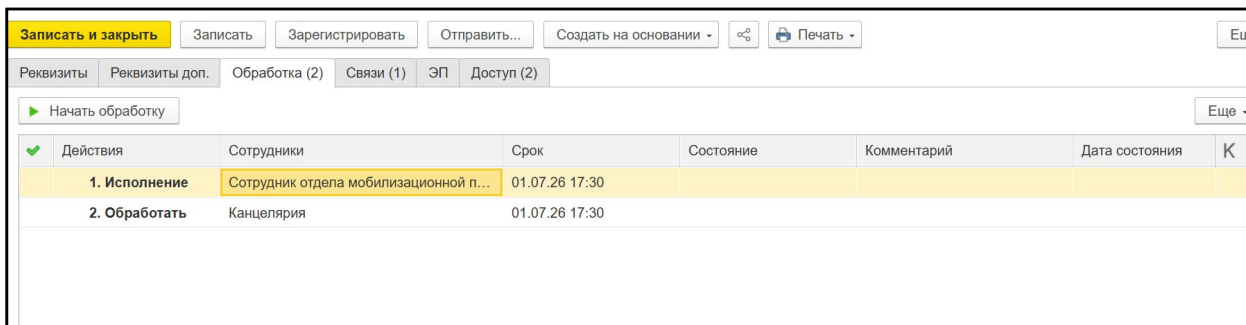 Записать и закрыть Записать Зарегистрировать Отправить... Создать на основании Печать
Реквизиты Реквизиты доп. Обработка (2) Связи (1) ЭП Доступ (2)
Начать обработку Еще
Действия Сотрудники Срок Состояние Комментарий Дата состояния К
1. Исполнение Сотрудник отдела мобилизационной п... 01.07.26 17:30
2. Обработать Канцелярия 01.07.26 17:30